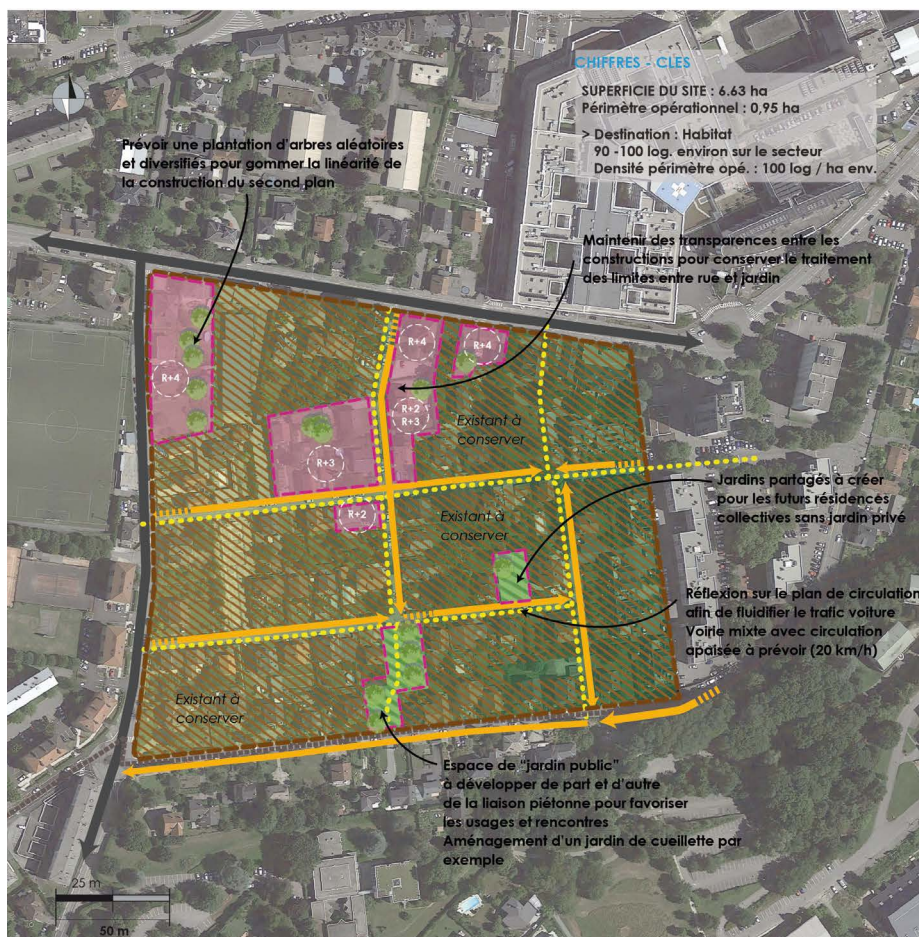 CHIFFRES - CLES
SUPERFICIE DU SITE : 6.63 ha
Périmètre opérationnel : 0,95 ha
> Destination : Habitat
90 -100 log. environ sur le secteur
Densité périmètre opé. : 100 log / ha env.
Prévoir une plantation d'arbres aléatoires
et diversifiés pour gommer la linéarité de
la construction du second plan
Maintenir des transparences entre les
constructions pour conserver le traitement
des limites entre rue et jardin
R+4
R+4
R+4
R+2
R+3
Existant à
conserver
R+3
R+2
Existant à
conserver
Jardins partagés à créer
pour les futurs résidences
collectives sans jardin privé
Réflexion sur le plan de circulation
afin de fluidifier le trafic voiture
Voirie mixte avec circulation
apaisée à prévoir (20 km/h)
Existant à
conserver
Espace de "jardin public"
à développer de part et d'autre
de la liaison piétonne pour favoriser
les usages et rencontres
Aménagement d'un jardin de cueillette par
exemple
25 m
50 m